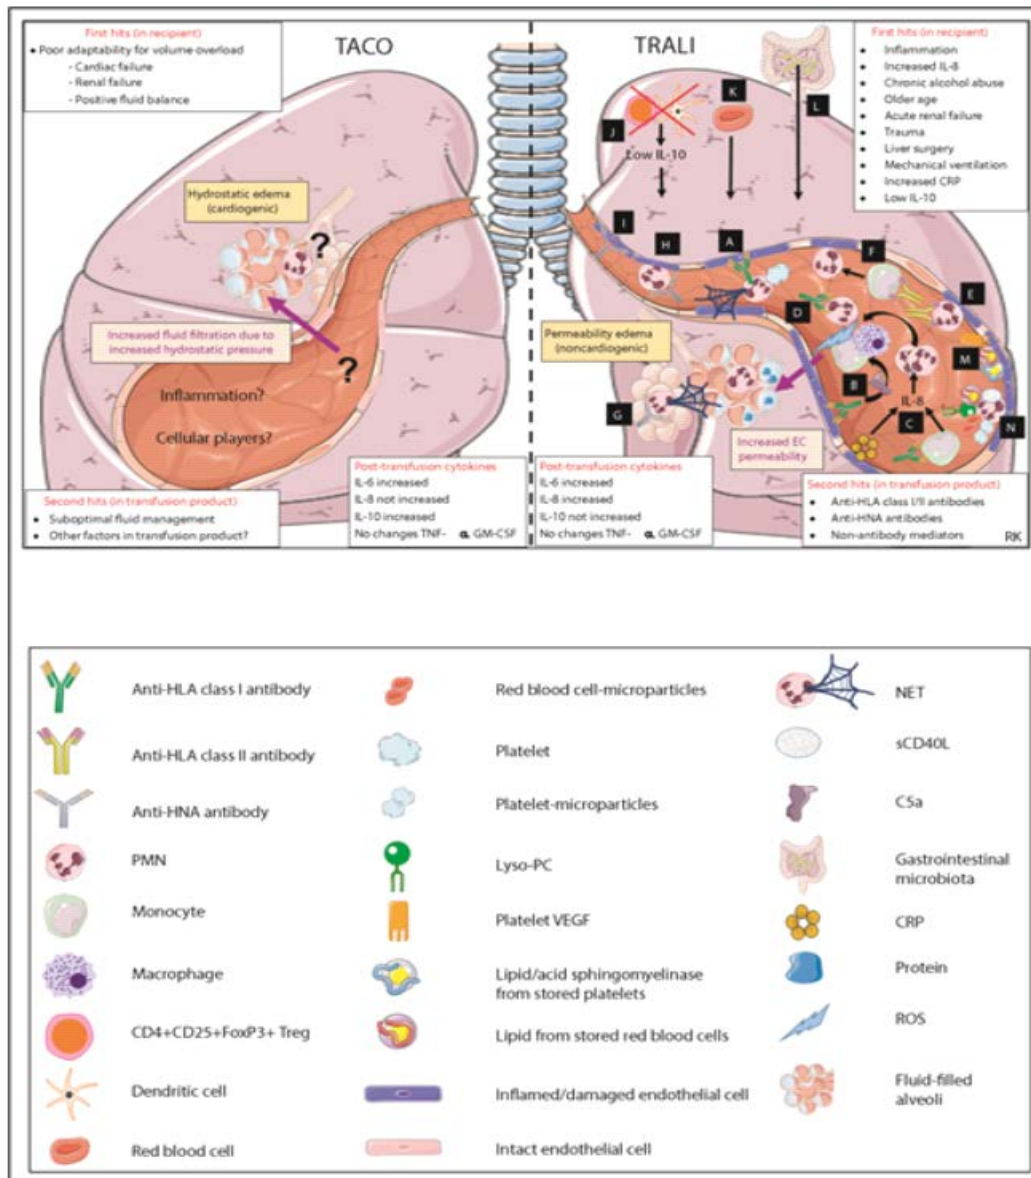 First hits (in recipient)
• Poor adaptability for volume overload
- Cardiac failure
- Renal failure
- Positive fluid balance
TACO
Hydrostatic edema
(cardiogenic)
?
Increased fluid filtration due to
increased hydrostatic pressure
?
Inflammation?
Cellular players?
Second hits (in transfusion product)
• Suboptimal fluid management
• Other factors in transfusion product?
Post-transfusion cytokines
IL-6 increased
IL-8 not increased
IL-10 increased
No changes TNF- α, GM-CSF
TRALI
First hits (in recipient)
• Inflammation
• Increased IL-8
• Chronic alcohol abuse
• Older age
• Acute renal failure
• Trauma
• Liver surgery
• Mechanical ventilation
• Increased CRP
• Low IL-10
K
L
J
Low IL-10
I
H
A
F
E
D
Permeability edema
(noncardiogenic)
M
B
IL-8
G
C
N
Increased EC
permeability
Post-transfusion cytokines
IL-6 increased
IL-8 increased
IL-10 not increased
No changes TNF- α, GM-CSF
Second hits (in transfusion product)
• Anti-HLA class I/II antibodies
• Anti-HNA antibodies
• Non-antibody mediators
RK
Anti-HLA class I antibody
Anti-HLA class II antibody
Anti-HNA antibody
PMN
Monocyte
Macrophage
CD4+CD25+FoxP3+ Treg
Dendritic cell
Red blood cell
Red blood cell-microparticles
Platelet
Platelet-microparticles
Lyso-PC
Platelet VEGF
Lipid/acid sphingomyelinase
from stored platelets
Lipid from stored red blood cells
Inflamed/damaged endothelial cell
Intact endothelial cell
NET
sCD40L
C5a
Gastrointestinal
microbiota
CRP
Protein
ROS
Fluid-filled
alveoli